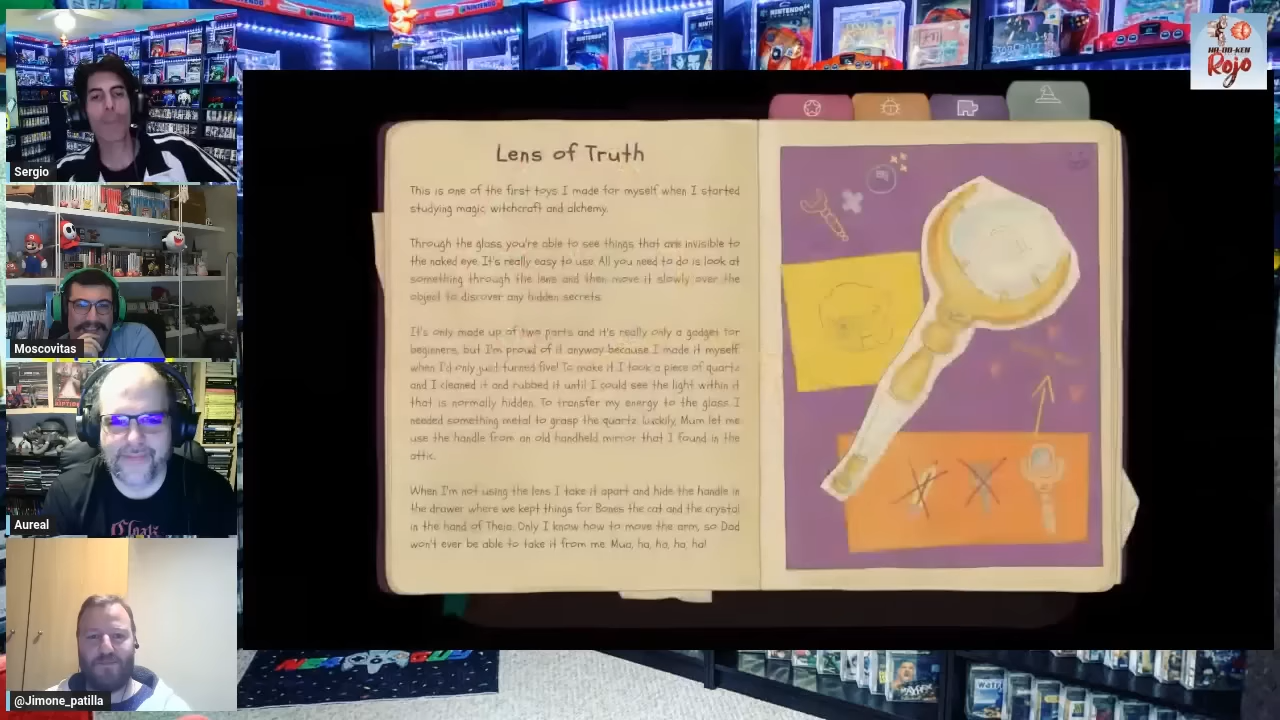 HA-DO-KEN
Rojo
Sergio
Moscovitas
Aureal
@Jimone_patilla
Lens of Truth
This is one of the first toys I made for myself when I started
studying magic, witchcraft and alchemy.
Through the glass, you're able to see things that are invisible to
the naked eye. It's really easy to use. All you need to do is look at
something through the lens and then move it slowly over the
object to discover any hidden secrets.
It's only made up of two parts and it's really only a gadget for
beginners, but I'm proud of it anyway because I made it myself
when I'd only just turned five! To make it I took a piece of quartz
and I cleaned it and rubbed it until I could see the light within it
that is normally hidden. To transfer my energy to the glass I
needed something metal to grasp the quartz. Luckily, Mum let me
use the handle from an old handheld mirror that I found in the
attic.
When I'm not using the lens I take it apart and hide the handle in
the drawer where we kept things for Bones the cat and the crystal
in the hand of Theia. Only I know how to move the arm, so Dad
won't ever be able to take it from me. Mua, ha, ha, ha, ha!